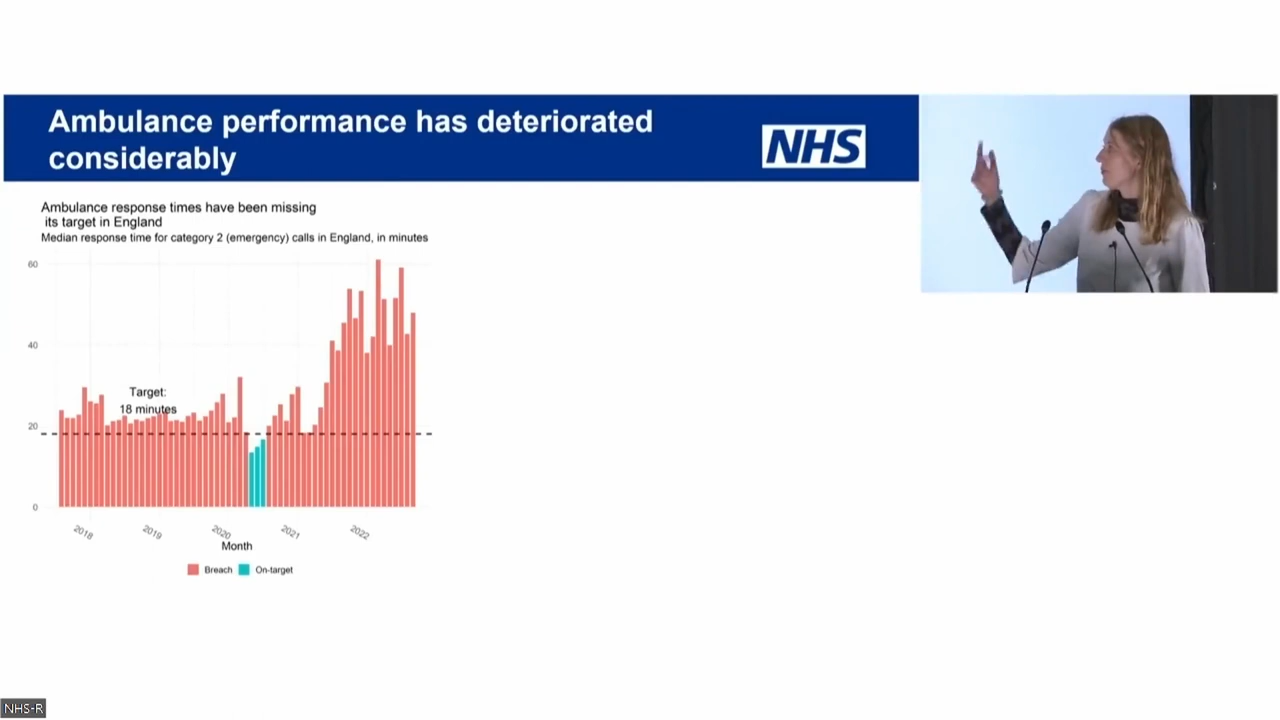 Ambulance performance has deteriorated
considerably
NHS
Ambulance response times have been missing
its target in England
Median response time for category 2 (emergency) calls in England, in minutes
60
40
Target:
18 minutes
20
0
2018
2019
2020
2021
2022
Month
Breach
On-target
NHS-R